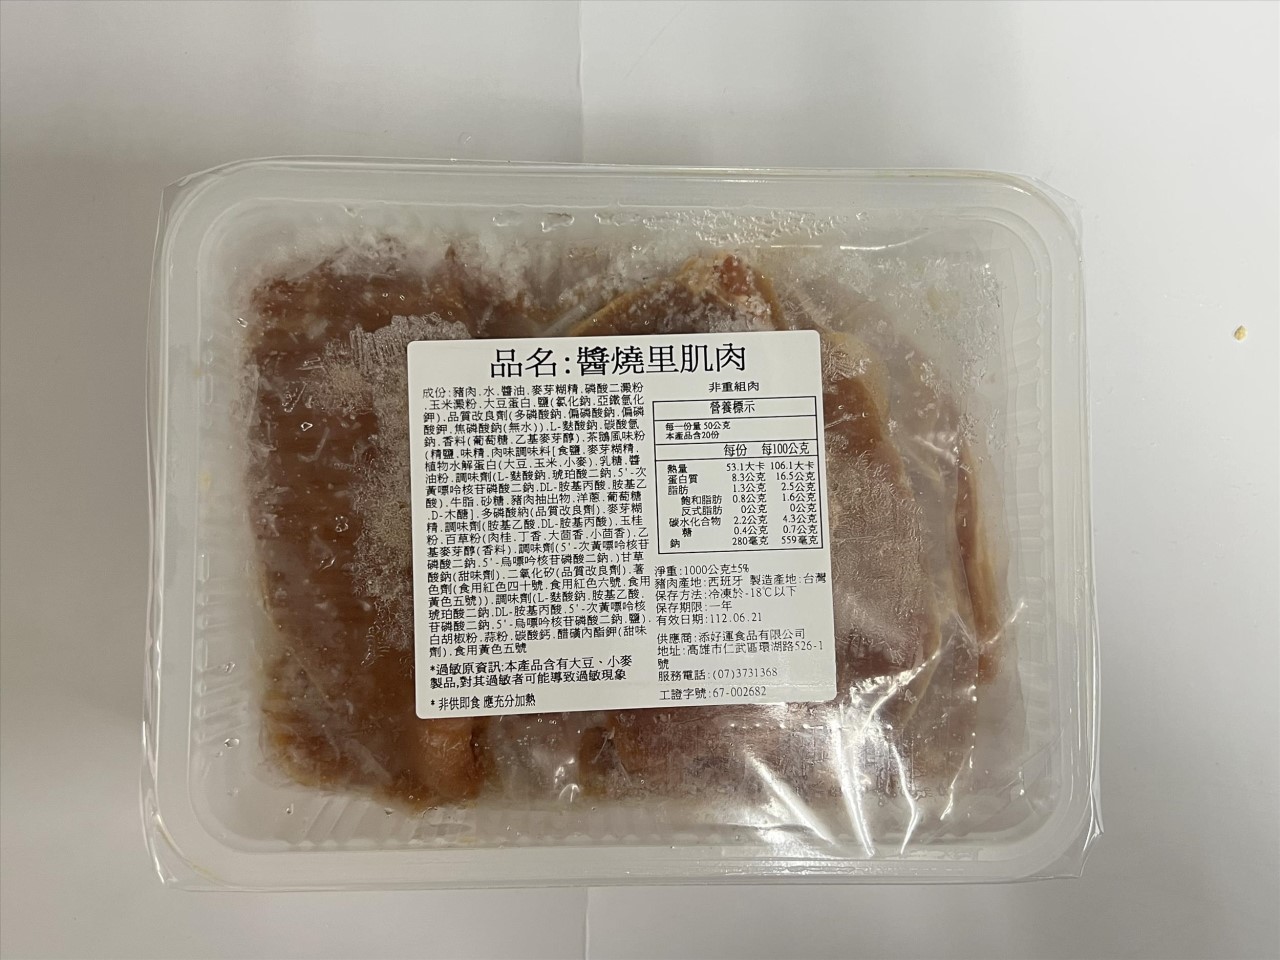 品名:醬燒里肌肉
成份:豬肉.水.醬油.麥芽糊精.磷酸二澱粉
.玉米澱粉.大豆蛋白.鹽(氯化鈉.亞鐵氰化
鉀).品質改良劑(多磷酸鈉.偏磷酸鈉.偏磷
酸鉀.焦磷酸鈉(無水)).L-麩酸鈉.碳酸氫
鈉.香料(葡萄糖.乙基麥芽醇).茶鵝風味粉
(精鹽.味精.肉味調味料[食鹽.麥芽糊精.
植物水解蛋白(大豆.玉米.小麥).乳糖.醬
油粉.調味劑(L-麩酸鈉.琥珀酸二鈉.5'-次
黃嘌呤核苷磷酸二鈉.DL-胺基丙酸.胺基乙
酸).牛脂.砂糖.豬肉抽出物.洋蔥.葡萄糖
.D-木醣].多磷酸納(品質改良劑).麥芽糊
精.調味劑(胺基乙酸.DL-胺基丙酸).玉桂
粉.百草粉(肉桂.丁香.大茴香.小茴香).乙
基麥芽醇(香料).調味劑(5'-次黃嘌呤核苷
磷酸二鈉.5'-烏嘌呤核苷磷酸二鈉.)甘草
酸鈉(甜味劑).二氧化矽(品質改良劑).著
色劑(食用紅色四十號.食用紅色六號.食用
黃色五號)).調味劑(L-麩酸鈉.胺基乙酸.
琥珀酸二鈉.DL-胺基丙酸.5'-次黃嘌呤核
苷磷酸二鈉.5'-烏嘌呤核苷磷酸二鈉.鹽).
白胡椒粉.蒜粉.碳酸鈣.醋磺內酯鉀(甜味
劑).食用黃色五號
*過敏原資訊:本產品含有大豆、小麥
製品,對其過敏者可能導致過敏現象
*非供即食 應充分加熱
非重組肉
營養標示
每一份量 50公克
本產品含20份
每份 每100公克
熱量 53.1大卡 106.1大卡
蛋白質 8.3公克 16.5公克
脂肪 1.3公克 2.5公克
飽和脂肪 0.8公克 1.6公克
反式脂肪 0公克 0公克
碳水化合物 2.2公克 4.3公克
糖 0.4公克 0.7公克
鈉 280毫克 559毫克
淨重:1000公克±5%
豬肉產地:西班牙 製造產地:台灣
保存方法:冷凍於-18℃以下
保存期限:一年
有效日期:112.06.21
供應商:添好運食品有限公司
地址:高雄市仁武區環湖路526-1
號
服務電話:(07)3731368
工證字號:67-002682